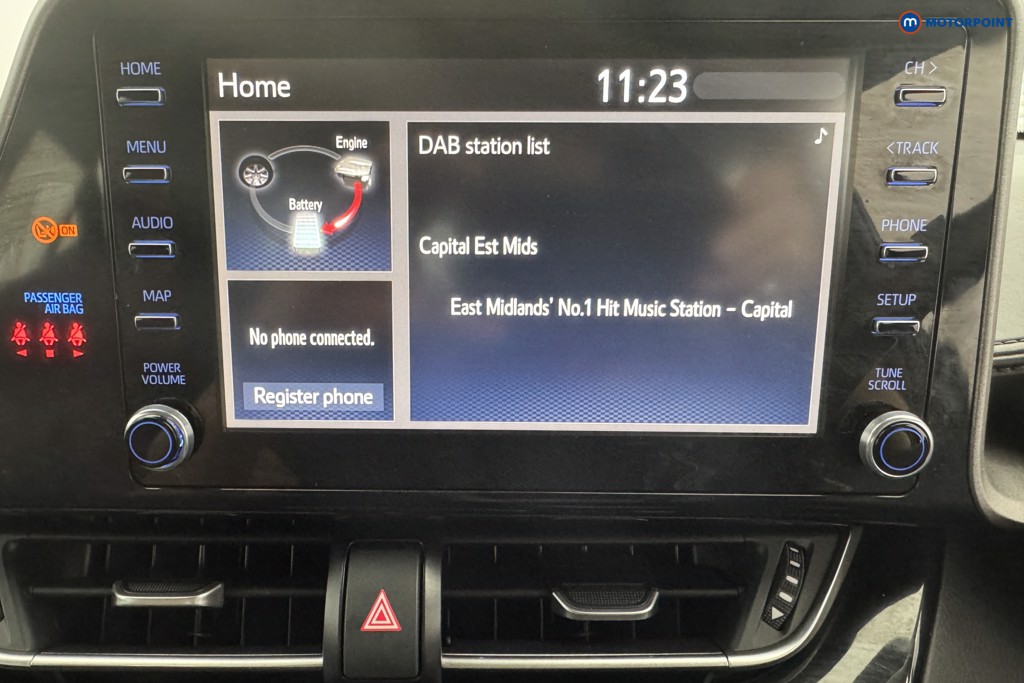 MOTORPOINT
HOME
MENU
AUDIO
MAP
POWER
VOLUME
ON
PASSENGER
AIR BAG
Home
11:23
Engine
Battery
No phone connected.
Register phone
DAB station list
Capital Est Mids
East Midlands' No.1 Hit Music Station – Capital
CH >
< TRACK
PHONE
SETUP
TUNE
SCROLL